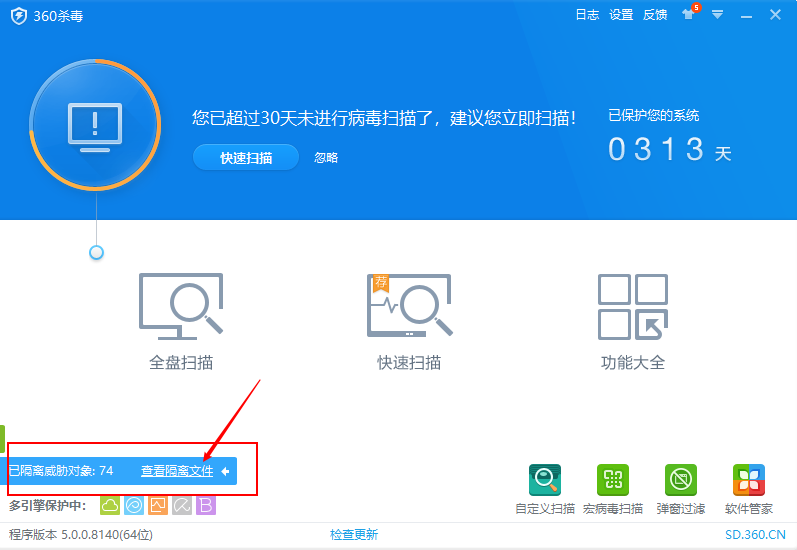 360杀毒
日志 设置 反馈 5
您已超过30天未进行病毒扫描了，建议您立即扫描！
快速扫描 忽略
已保护您的系统
0313 天
荐
全盘扫描 快速扫描 功能大全
已隔离威胁对象: 74 查看隔离文件
自定义扫描 宏病毒扫描 弹窗过滤 软件管家
多引擎保护中: B
程序版本 5.0.0.8140(64位) 检查更新 SD.360.CN